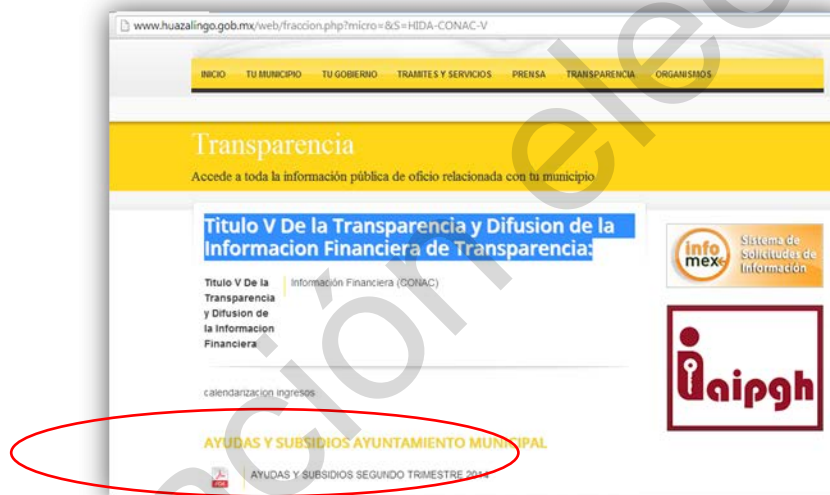 www.huazalingo.gob.mx/web/fraccion.php?micro=&S=HIDA-CONAC-V
INICIO TU MUNICIPIO TU GOBIERNO TRAMITES Y SERVICIOS PRENSA TRANSPARENCIA ORGANISMOS
Transparencia
Accede a toda la información pública de oficio relacionada con tu municipio
Titulo V De la Transparencia y Difusion de la
Informacion Financiera de Transparencia:
info
mex
Sistema de
Solicitudes de
Información
Titulo V De la
Transparencia
y Difusion de
la Informacion
Financiera
Información Financiera (CONAC)
iaipgh
calendarizacion ingresos
AYUDAS Y SUBSIDIOS AYUNTAMIENTO MUNICIPAL
AYUDAS Y SUBSIDIOS SEGUNDO TRIMESTRE 2014